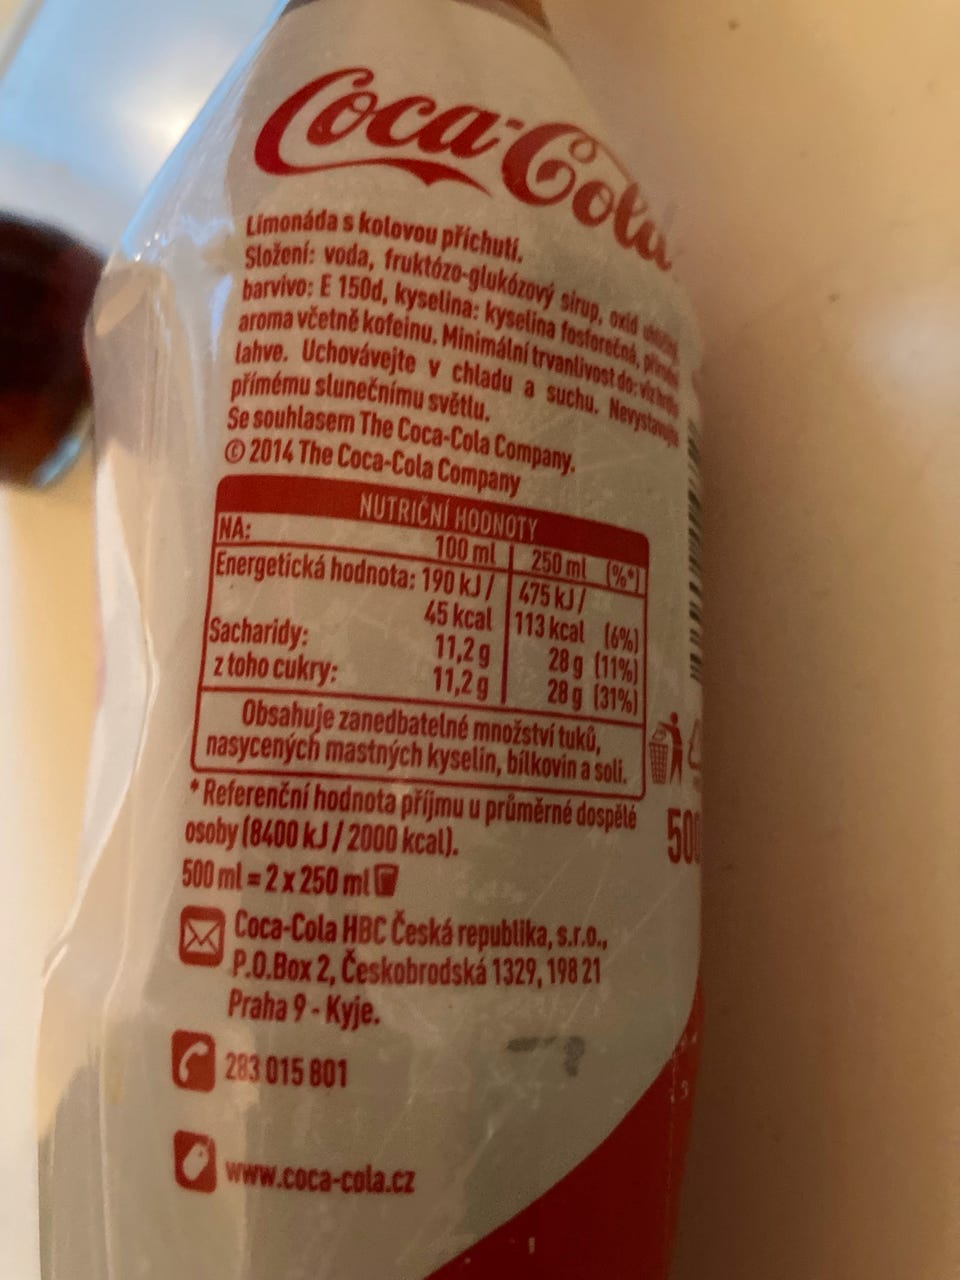 Coca-Cola
Limonáda s kolovou příchutí.
Složení: voda, fruktózo-glukózový sirup, oxid
barvivo: E 150d, kyselina: kyselina fosforečná,
aroma včetně kofeinu. Minimální trvanlivost do: viz
lahve. Uchovávejte v chladu a suchu. Nevystavujte
přímému slunečnímu světlu.
Se souhlasem The Coca-Cola Company.
© 2014 The Coca-Cola Company
NUTRIČNÍ HODNOTY
NA: 100 ml 250 ml (%*)
Energetická hodnota: 190 kJ / 475 kJ /
45 kcal 113 kcal (6%)
Sacharidy: 11,2 g 28 g (11%)
z toho cukry: 11,2 g 28 g (31%)
Obsahuje zanedbatelné množství tuků,
nasycených mastných kyselin, bílkovin a soli.
* Referenční hodnota příjmu u průměrné dospělé
osoby (8400 kJ / 2000 kcal).
500 ml = 2 x 250 ml
500
Coca-Cola HBC Česká republika, s.r.o.,
P.O.Box 2, Českobrodská 1329, 198 21
Praha 9 - Kyje.
283 015 801
www.coca-cola.cz